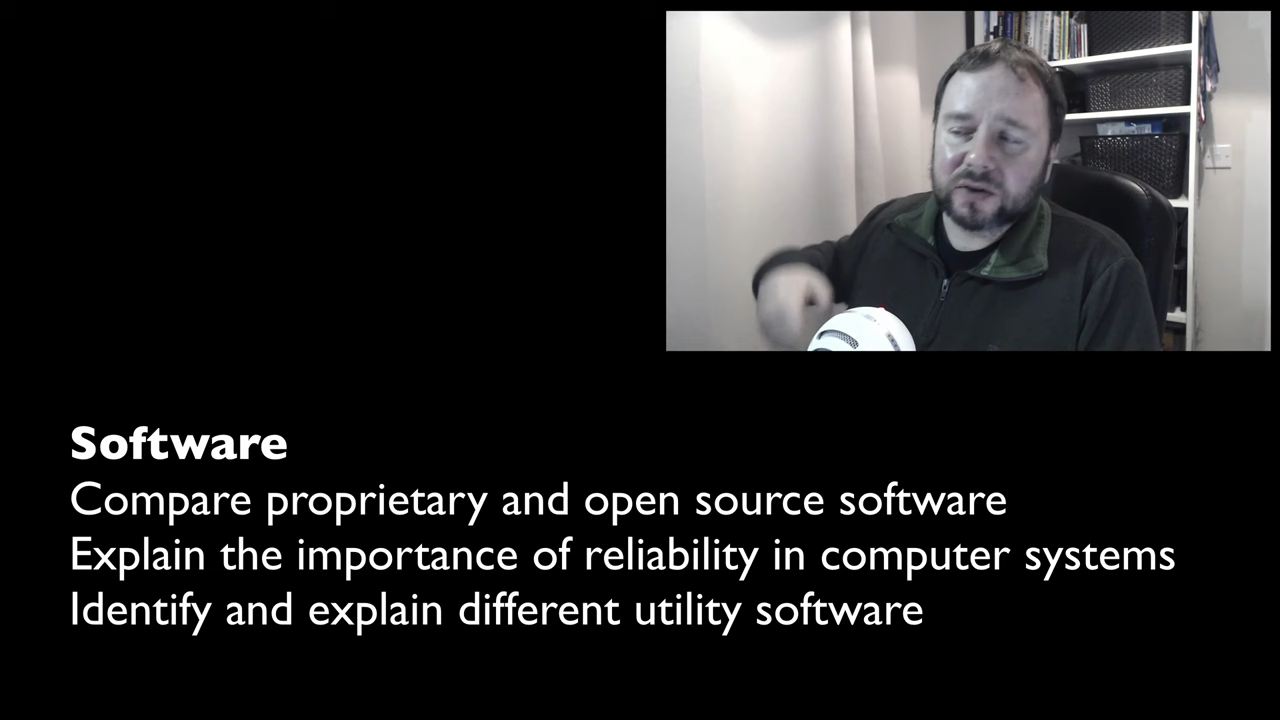 Software
Compare proprietary and open source software
Explain the importance of reliability in computer systems
Identify and explain different utility software